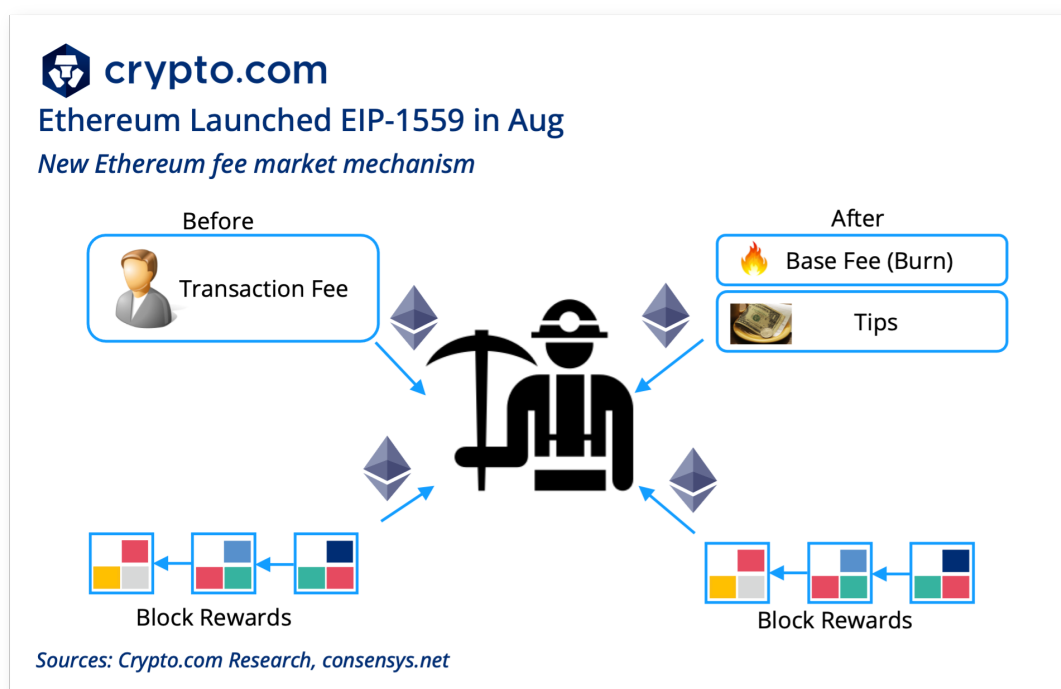 crypto.com
Ethereum Launched EIP-1559 in Aug
New Ethereum fee market mechanism
Before
After
Transaction Fee
Base Fee (Burn)
Tips
Block Rewards
Block Rewards
Sources: Crypto.com Research, consensys.net